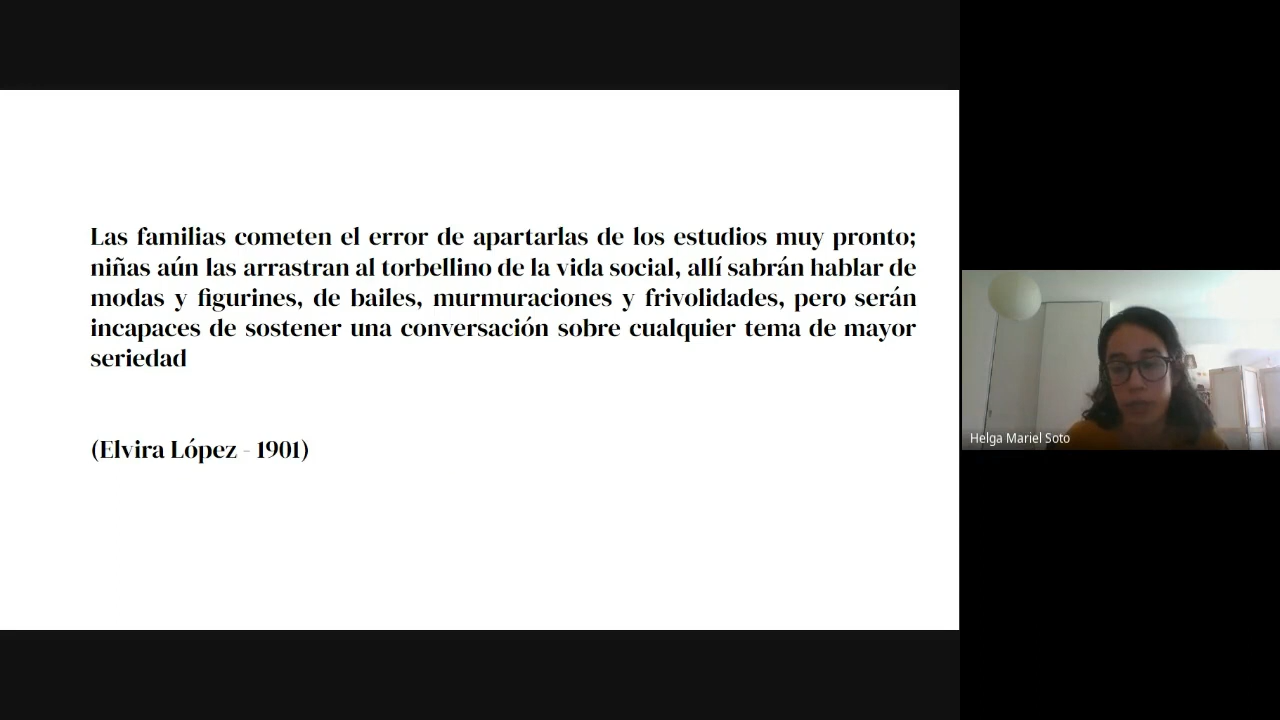 Las familias cometen el error de apartarlas de los estudios muy pronto;
niñas aún las arrastran al torbellino de la vida social, allí sabrán hablar de
modas y figurines, de bailes, murmuraciones y frivolidades, pero serán
incapaces de sostener una conversación sobre cualquier tema de mayor
seriedad
(Elvira López - 1901)
Helga Mariel Soto